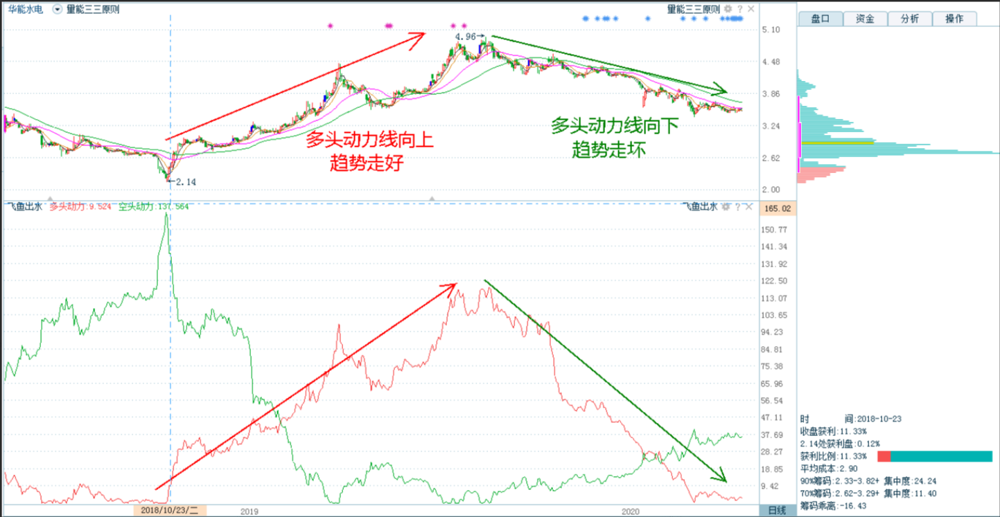 华能水电 量能三三原则 量能三三原则 ?
盘口 资金 分析 操作
5.10
4.96
4.48
3.86
3.24
2.62
2.14
2.00
多头动力线向上
趋势走好
多头动力线向下
趋势走坏
飞鱼出水 多头动力:9.524 空头动力:137.564 飞鱼出水 ?
165.02
150.77
141.34
131.92
122.50
113.07
103.65
94.23
84.81
75.38
65.96
56.54
47.11
37.69
28.27
18.85
9.42
时 间:2018-10-23
收盘获利:11.33%
2.14处获利盘:0.12%
获利比例:11.33%
平均成本:2.90
90%筹码:2.33-3.82+ 集中度:24.24
70%筹码:2.62-3.29+ 集中度:11.40
筹码乖离:-16.43
2018/10/23/二 2019 2020 日线